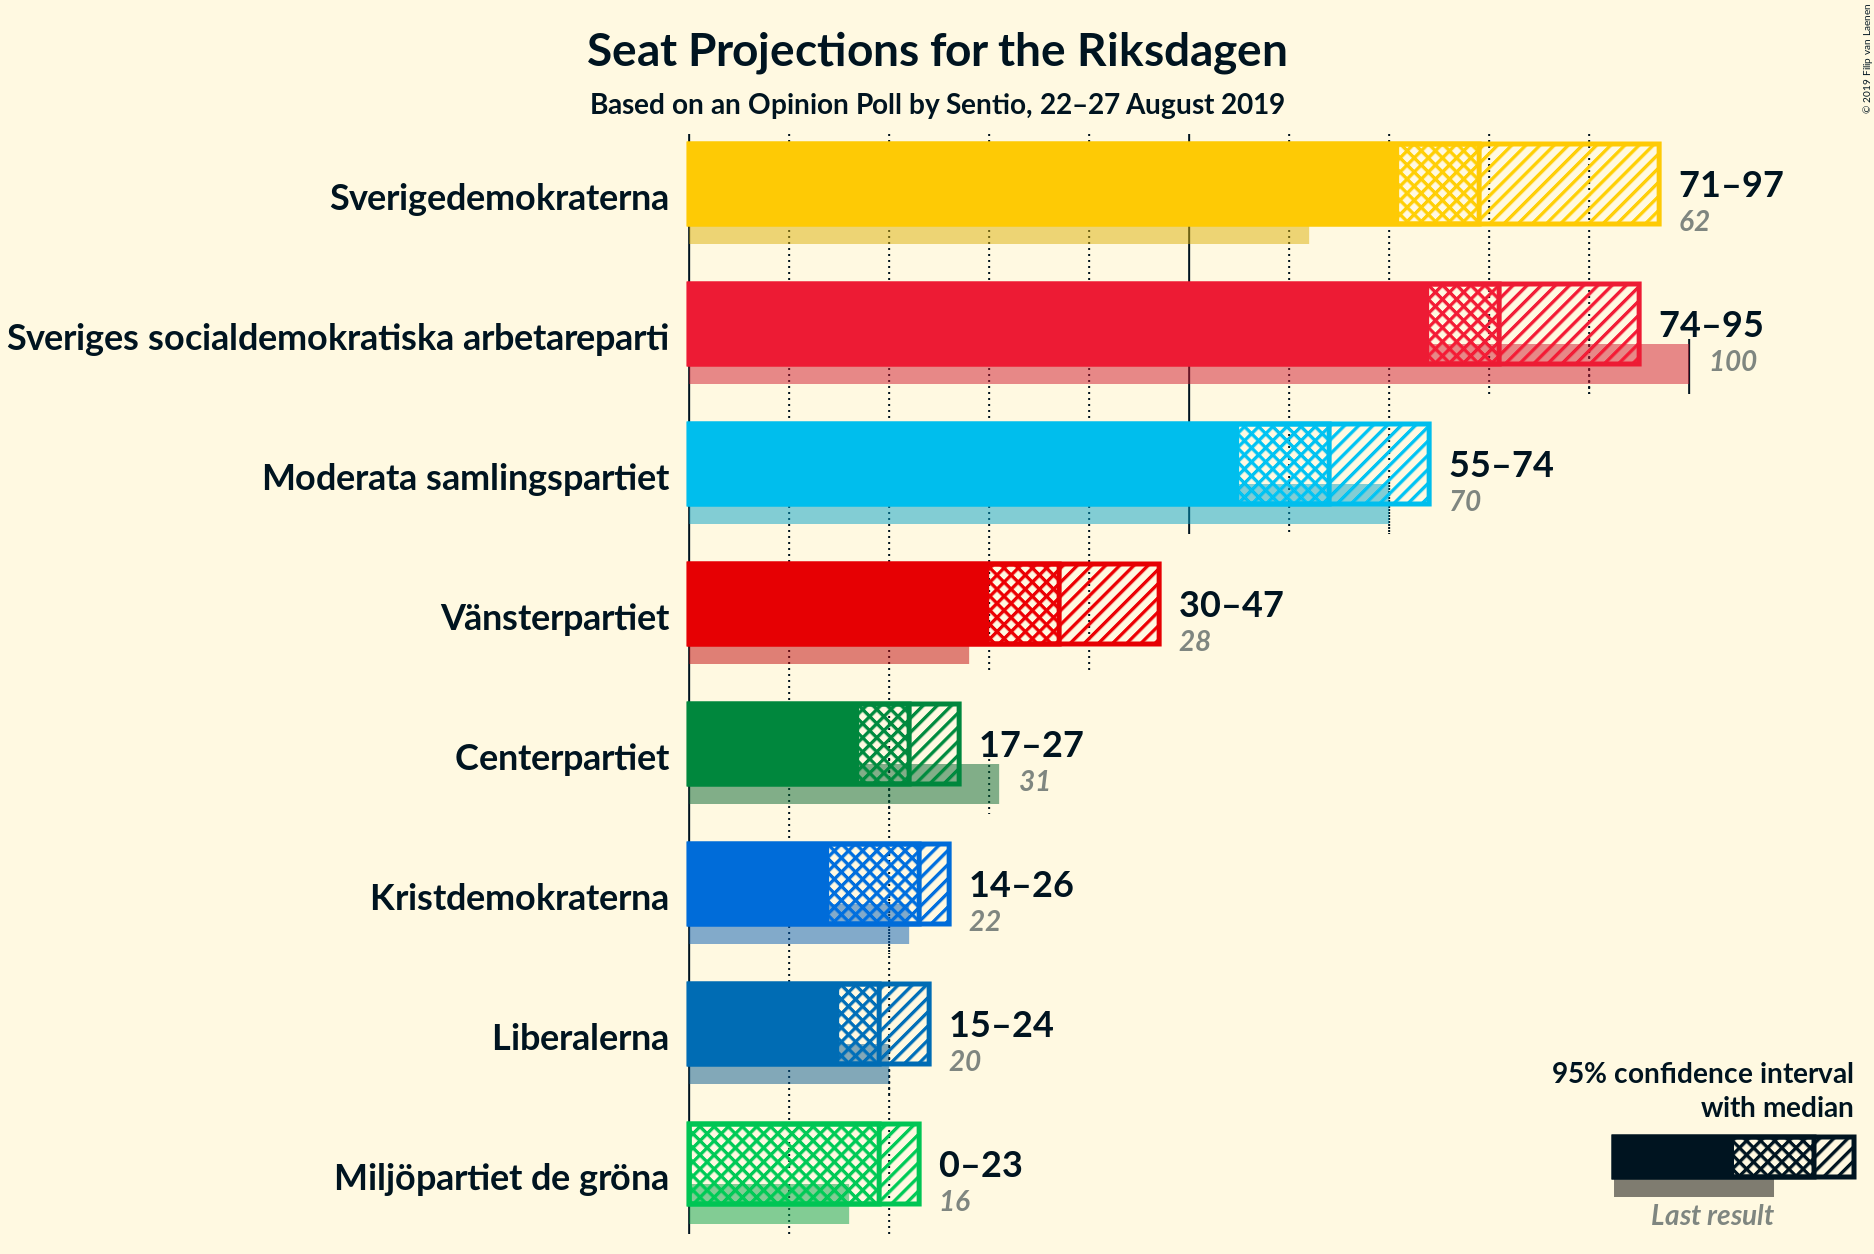 Seat Projections for the Riksdagen
Based on an Opinion Poll by Sentio, 22–27 August 2019
© 2019 Filip van Laenen
Sverigedemokraterna
71–97
62
Sveriges socialdemokratiska arbetareparti
74–95
100
Moderata samlingspartiet
55–74
70
Vänsterpartiet
30–47
28
Centerpartiet
17–27
31
Kristdemokraterna
14–26
22
Liberalerna
15–24
20
Miljöpartiet de gröna
0–23
16
95% confidence interval
with median
Last result